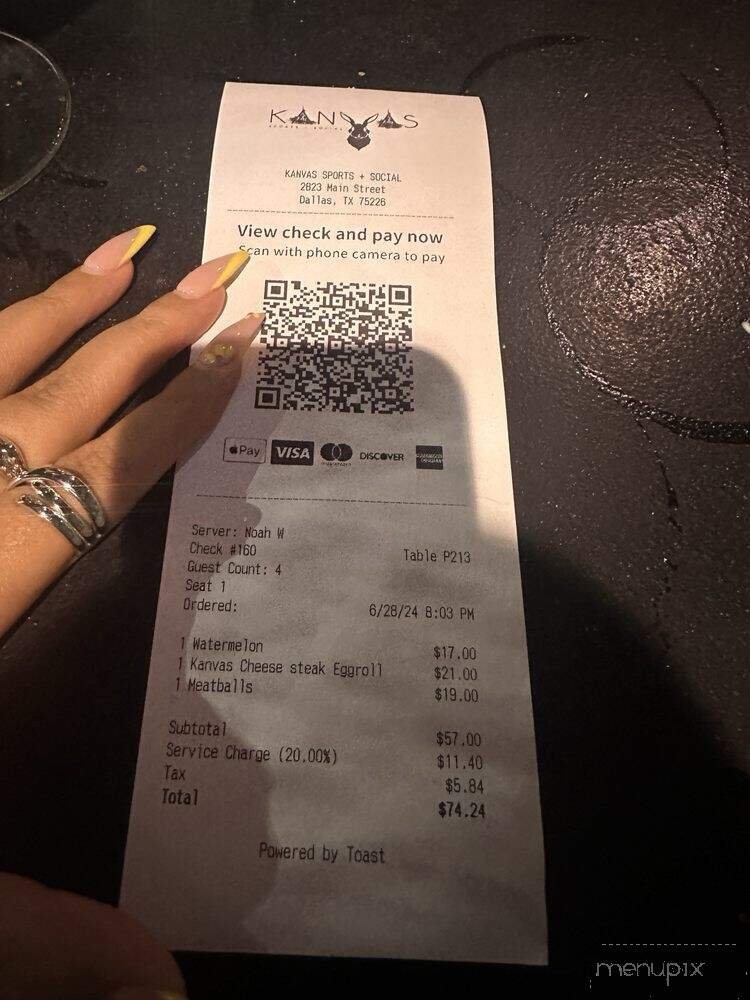 KANVAS
SPORTS + SOCIAL
KANVAS SPORTS + SOCIAL
2823 Main Street
Dallas, TX 75226
View check and pay now
Scan with phone camera to pay
Pay VISA DISCOVER
Server: Noah W
Check #160 Table P213
Guest Count: 4
Seat 1
Ordered: 6/28/24 8:03 PM
1 Watermelon $17.00
1 Kanvas Cheese steak Eggroll $21.00
1 Meatballs $19.00
Subtotal $57.00
Service Charge (20.00%) $11.40
Tax $5.84
Total $74.24
Powered by Toast
menupix